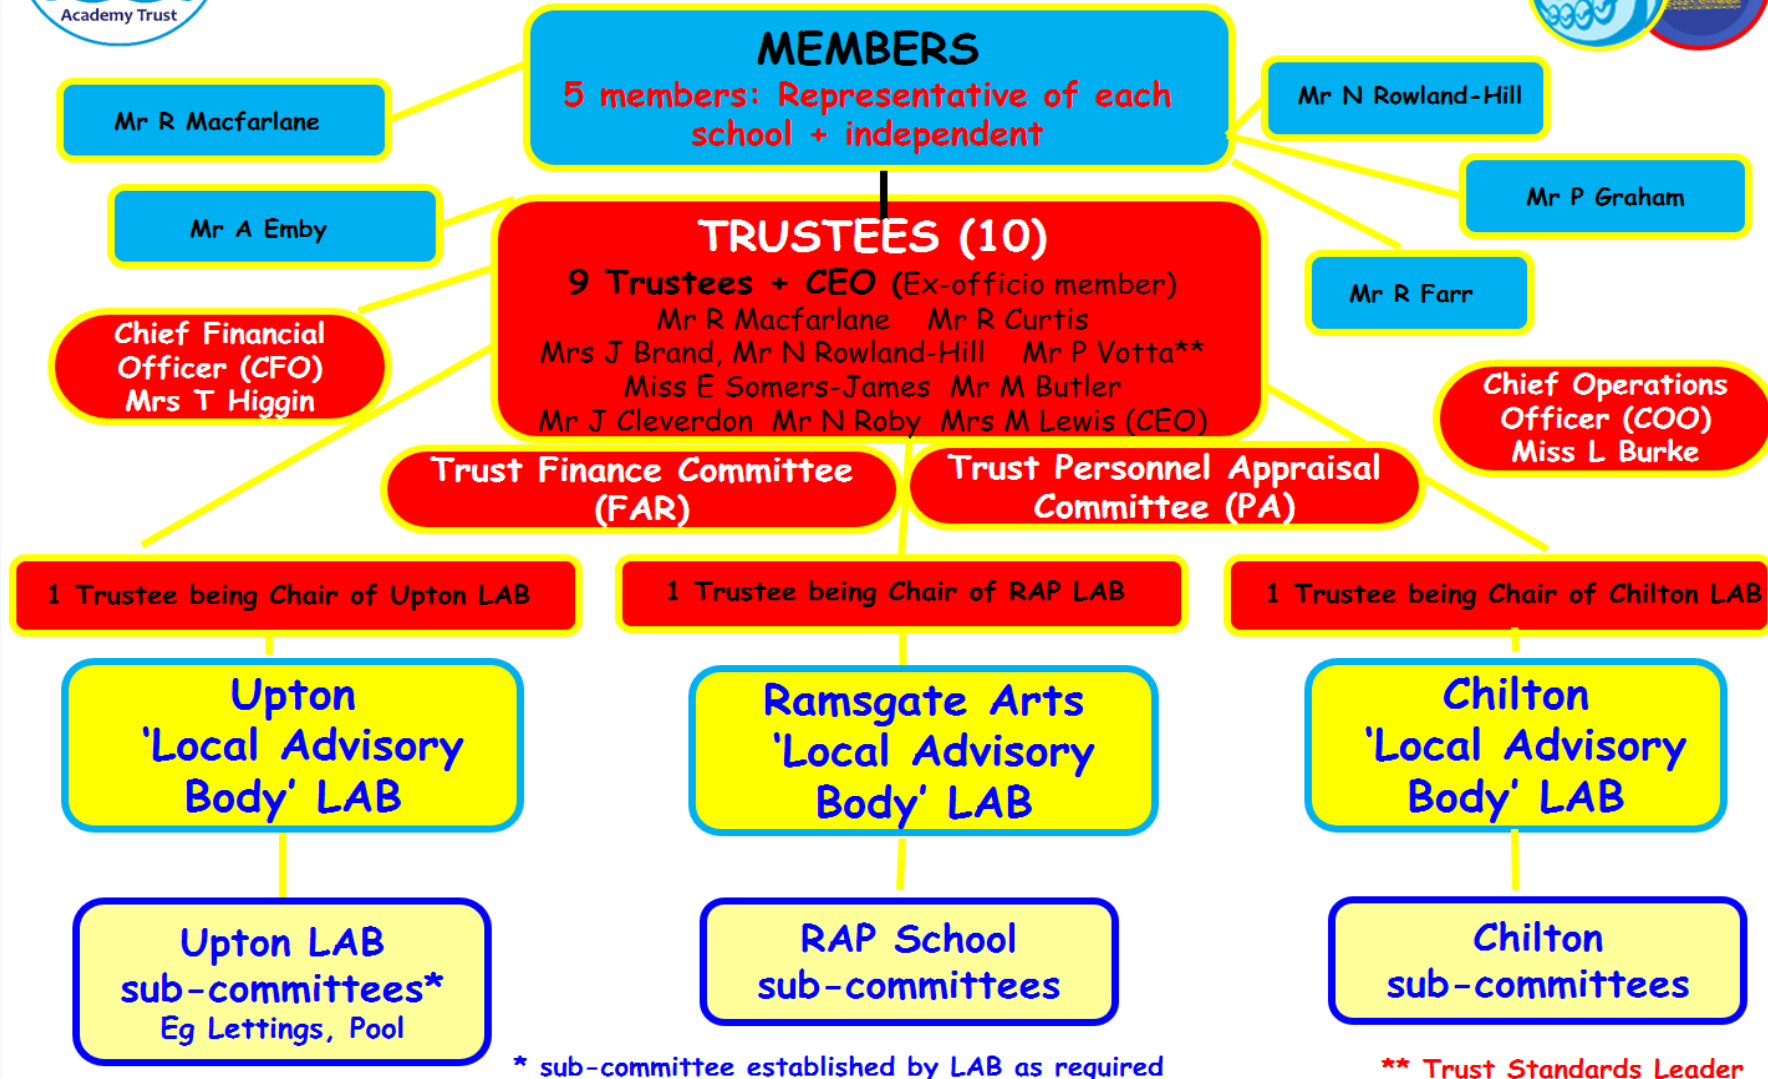 Academy Trust
MEMBERS
5 members: Representative of each
school + independent
Mr R Macfarlane
Mr N Rowland-Hill
Mr A Emby
Mr P Graham
Mr R Farr
TRUSTEES (10)
9 Trustees + CEO (Ex-officio member)
Mr R Macfarlane Mr R Curtis
Mrs J Brand, Mr N Rowland-Hill Mr P Votta**
Miss E Somers-James Mr M Butler
Mr J Cleverdon Mr N Roby Mrs M Lewis (CEO)
Chief Financial
Officer (CFO)
Mrs T Higgin
Chief Operations
Officer (COO)
Miss L Burke
Trust Finance Committee
(FAR)
Trust Personnel Appraisal
Committee (PA)
1 Trustee being Chair of Upton LAB
1 Trustee being Chair of RAP LAB
1 Trustee being Chair of Chilton LAB
Upton
‘Local Advisory
Body’ LAB
Ramsgate Arts
‘Local Advisory
Body’ LAB
Chilton
‘Local Advisory
Body’ LAB
Upton LAB
sub-committees*
Eg Lettings, Pool
RAP School
sub-committees
Chilton
sub-committees
* sub-committee established by LAB as required
** Trust Standards Leader